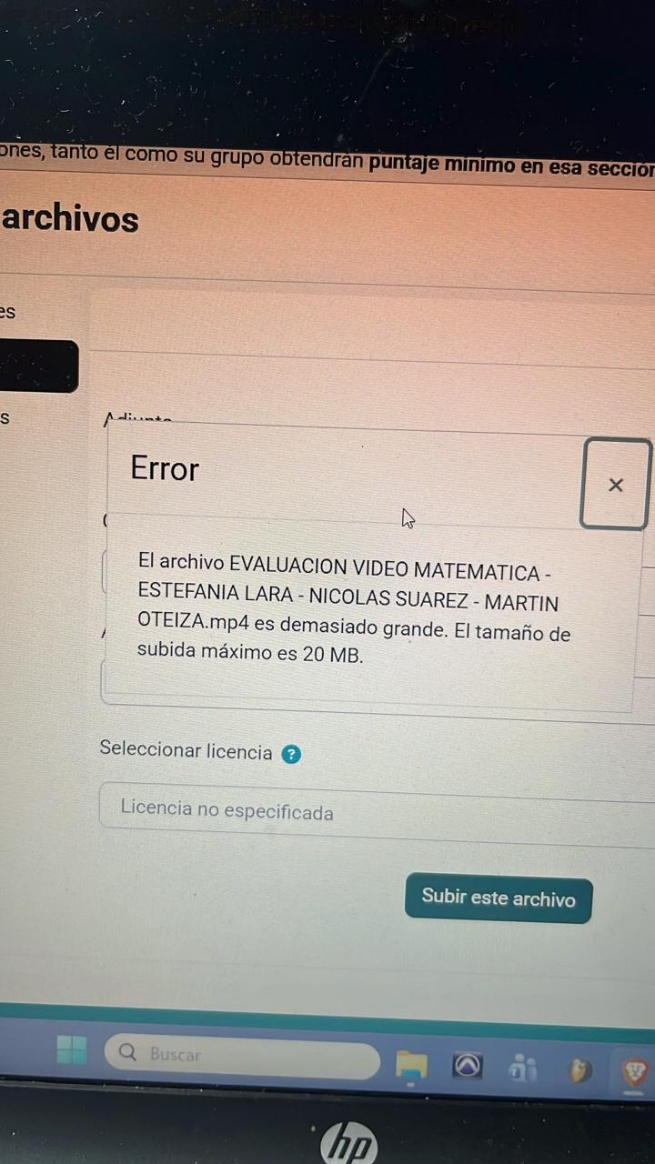 ones, tanto él como su grupo obtendrán puntaje mínimo en esa sección
archivos
es
s
Adjunto
Error
×
El archivo EVALUACION VIDEO MATEMATICA -
ESTEFANIA LARA - NICOLAS SUAREZ - MARTIN
OTEIZA.mp4 es demasiado grande. El tamaño de
subida máximo es 20 MB.
Seleccionar licencia ?
Licencia no especificada
Subir este archivo
Buscar
hp